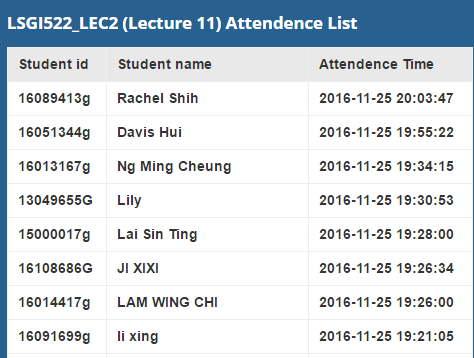 LSGI522_LEC2 (Lecture 11) Attendence List
Student id Student name Attendence Time
16089413g Rachel Shih 2016-11-25 20:03:47
16051344g Davis Hui 2016-11-25 19:55:22
16013167g Ng Ming Cheung 2016-11-25 19:34:15
13049655G Lily 2016-11-25 19:30:53
15000017g Lai Sin Ting 2016-11-25 19:28:00
16108686G JI XIXI 2016-11-25 19:26:34
16014417g LAM WING CHI 2016-11-25 19:26:00
16091699g li xing 2016-11-25 19:21:05